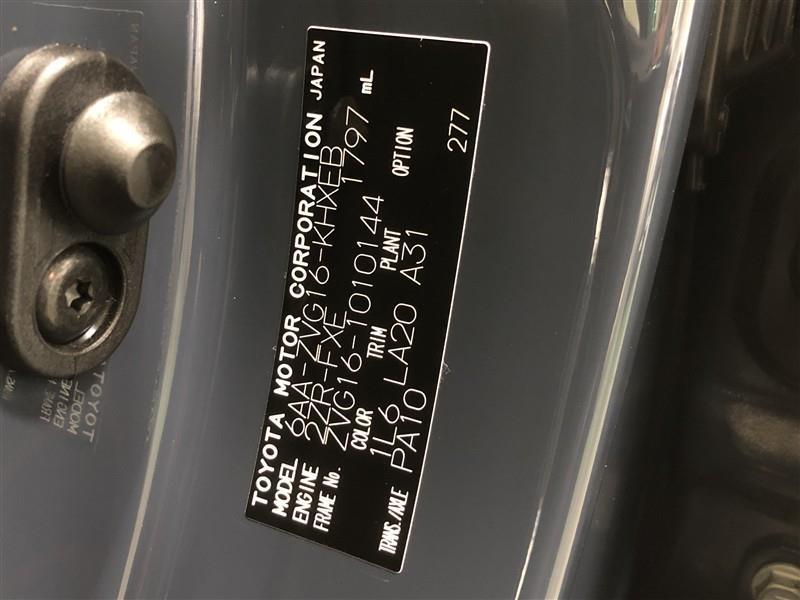 TOYOTA MOTOR CORPORATION JAPAN
MODEL 6AA-ZVG16-KHXEB
ENGINE 2ZR-FXE 1797 mL
FRAME No. ZVG16-1010144
COLOR TRIM PLANT OPTION
1L6 LA20 A31 277
TRANS./AXLE PA10